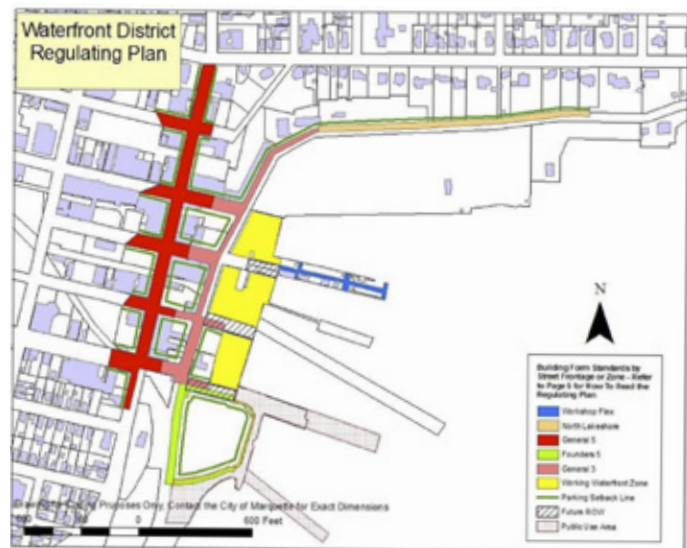 Waterfront District
Regulating Plan
N
Building Form Standards by
Street Frontage or Zone - Refer
to Page 5 for How To Read the
Regulating Plan
Workshop Flex
North Lakeshore
General 5
Founders 5
General 3
Working Waterfront Zone
Parking Setback Line
Future ROW
Public Use Area
Only. Contact the City of Marquette for Exact Dimensions
0
600 Feet